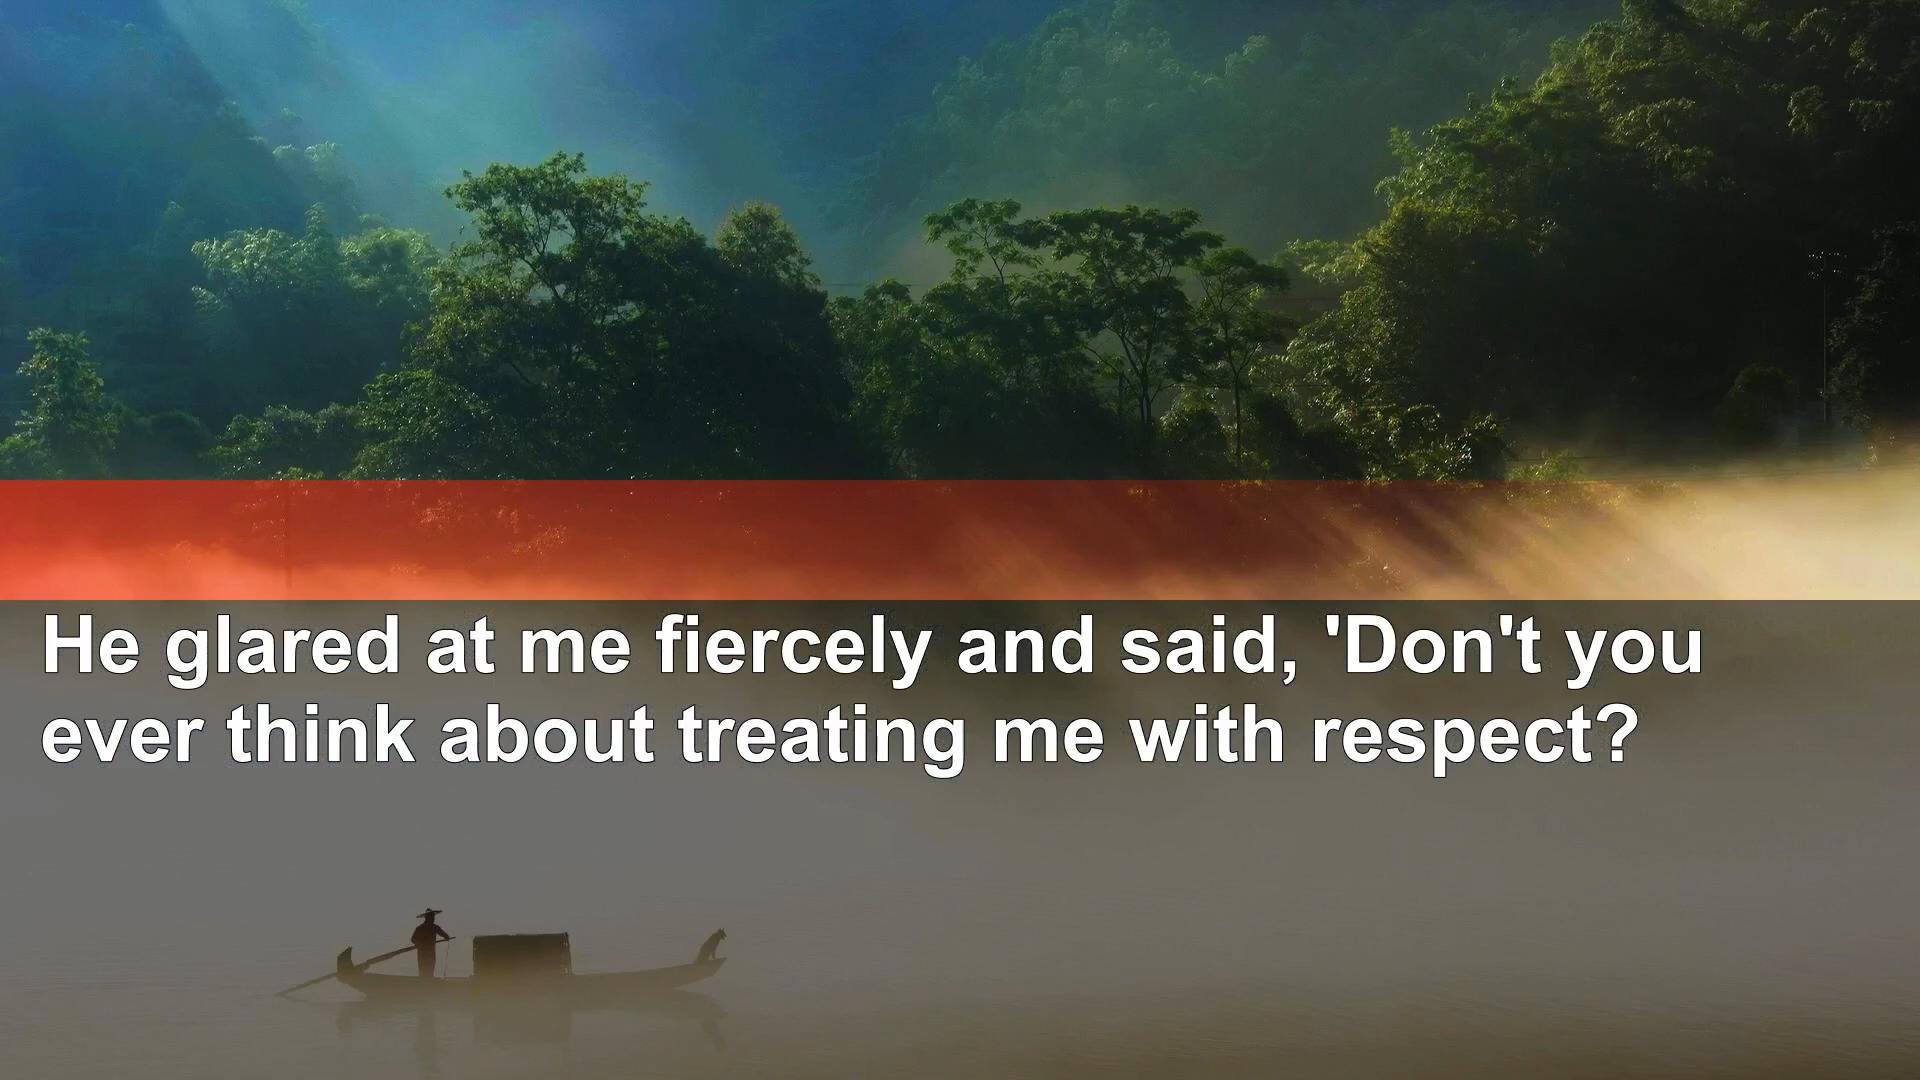 He glared at me fiercely and said, 'Don't you
ever think about treating me with respect?